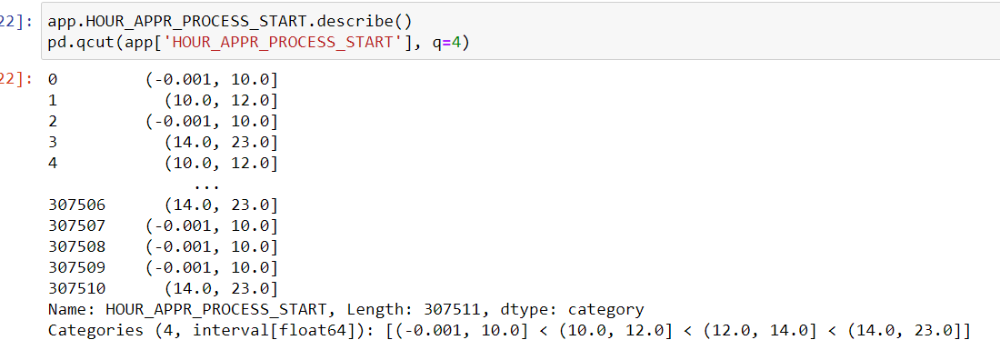 22]: app.HOUR_APPR_PROCESS_START.describe()
pd.qcut(app['HOUR_APPR_PROCESS_START'], q=4)
22]: 0 (-0.001, 10.0]
1 (10.0, 12.0]
2 (-0.001, 10.0]
3 (14.0, 23.0]
4 (10.0, 12.0]
...
307506 (14.0, 23.0]
307507 (-0.001, 10.0]
307508 (-0.001, 10.0]
307509 (-0.001, 10.0]
307510 (14.0, 23.0]
Name: HOUR_APPR_PROCESS_START, Length: 307511, dtype: category
Categories (4, interval[float64]): [(-0.001, 10.0] < (10.0, 12.0] < (12.0, 14.0] < (14.0, 23.0]]